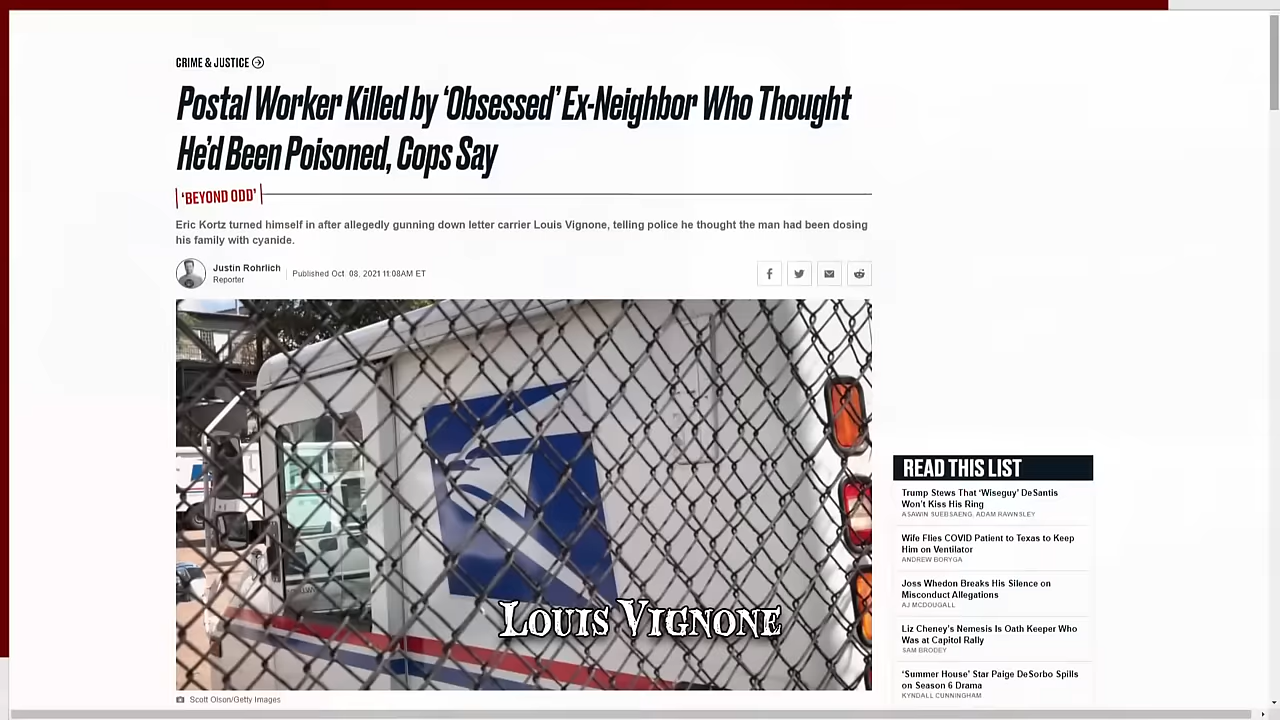 CRIME & JUSTICE
Postal Worker Killed by ‘Obsessed’ Ex-Neighbor Who Thought
He’d Been Poisoned, Cops Say
‘BEYOND ODD’
Eric Kortz turned himself in after allegedly gunning down letter carrier Louis Vignone, telling police he thought the man had been dosing
his family with cyanide.
Justin Rohrlich
Reporter
Published Oct. 08, 2021 11:08AM ET
LOUIS VIGNONE
Scott Olson/Getty Images
READ THIS LIST
Trump Stews That ‘Wiseguy’ DeSantis
Won’t Kiss His Ring
ASAWIN SUEBSAENG, ADAM RAWNSLEY
Wife Flies COVID Patient to Texas to Keep
Him on Ventilator
ANDREW BORYGA
Joss Whedon Breaks His Silence on
Misconduct Allegations
AJ MCDOUGALL
Liz Cheney’s Nemesis Is Oath Keeper Who
Was at Capitol Rally
SAM BRODEY
‘Summer House’ Star Paige DeSorbo Spills
on Season 6 Drama
KYNDALL CUNNINGHAM